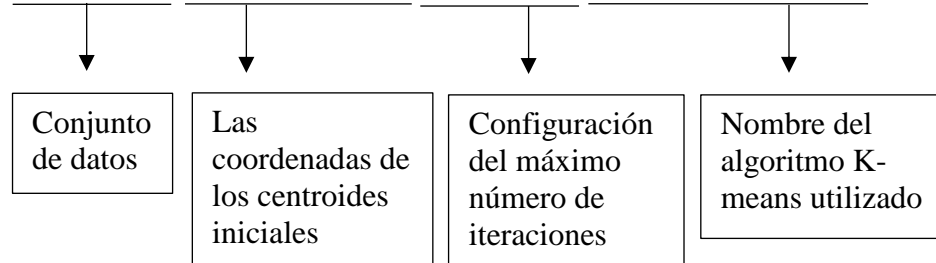 Conjunto
de datos
Las
coordenadas de
los centroides
iniciales
Configuración
del máximo
número de
iteraciones
Nombre del
algoritmo K-
means utilizado